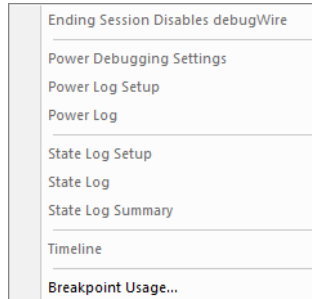 Ending Session Disables debugWire
Power Debugging Settings
Power Log Setup
Power Log
State Log Setup
State Log
State Log Summary
Timeline
Breakpoint Usage...